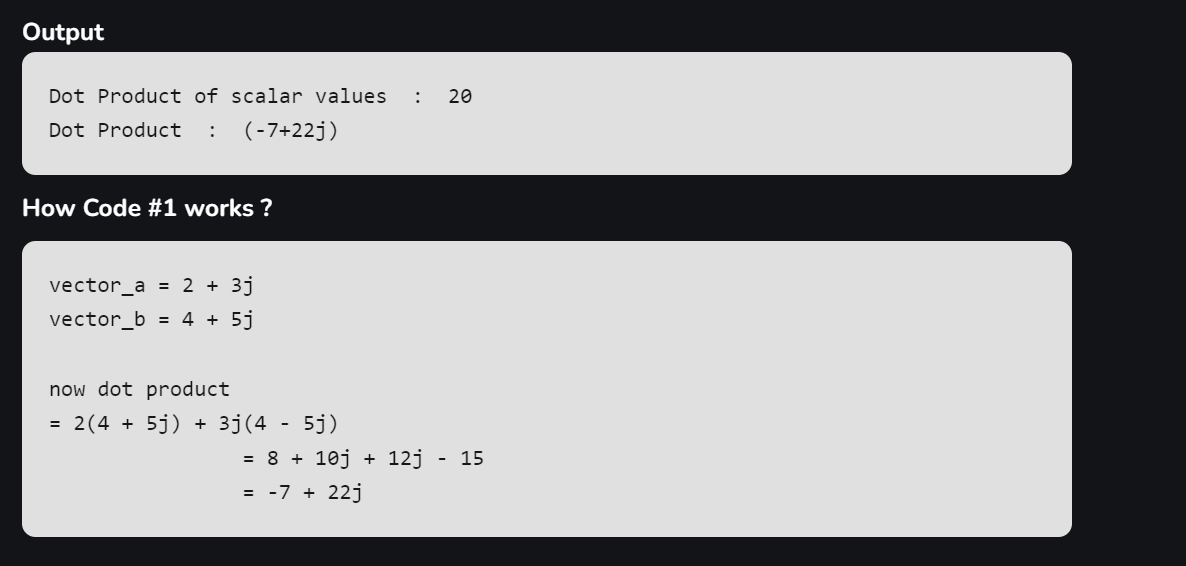 Output
Dot Product of scalar values  :  20
Dot Product  :  (-7+22j)
How Code #1 works ?
vector_a = 2 + 3j
vector_b = 4 + 5j
now dot product
= 2(4 + 5j) + 3j(4 - 5j)
= 8 + 10j + 12j - 15
= -7 + 22j